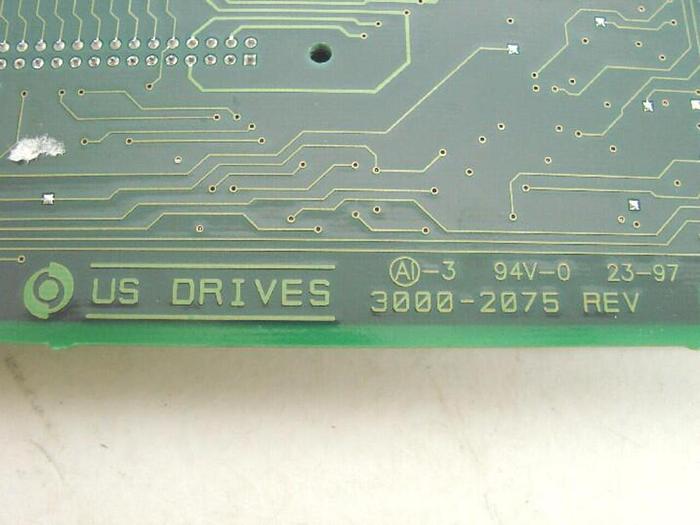 US DRIVES
AI-3 94V-0 23-97
3000-2075 REV